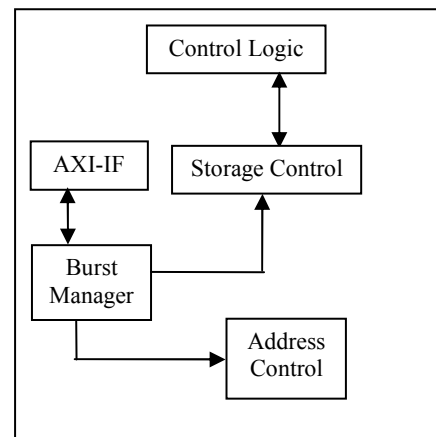 Control Logic
AXI-IF
Storage Control
Burst
Manager
Address
Control